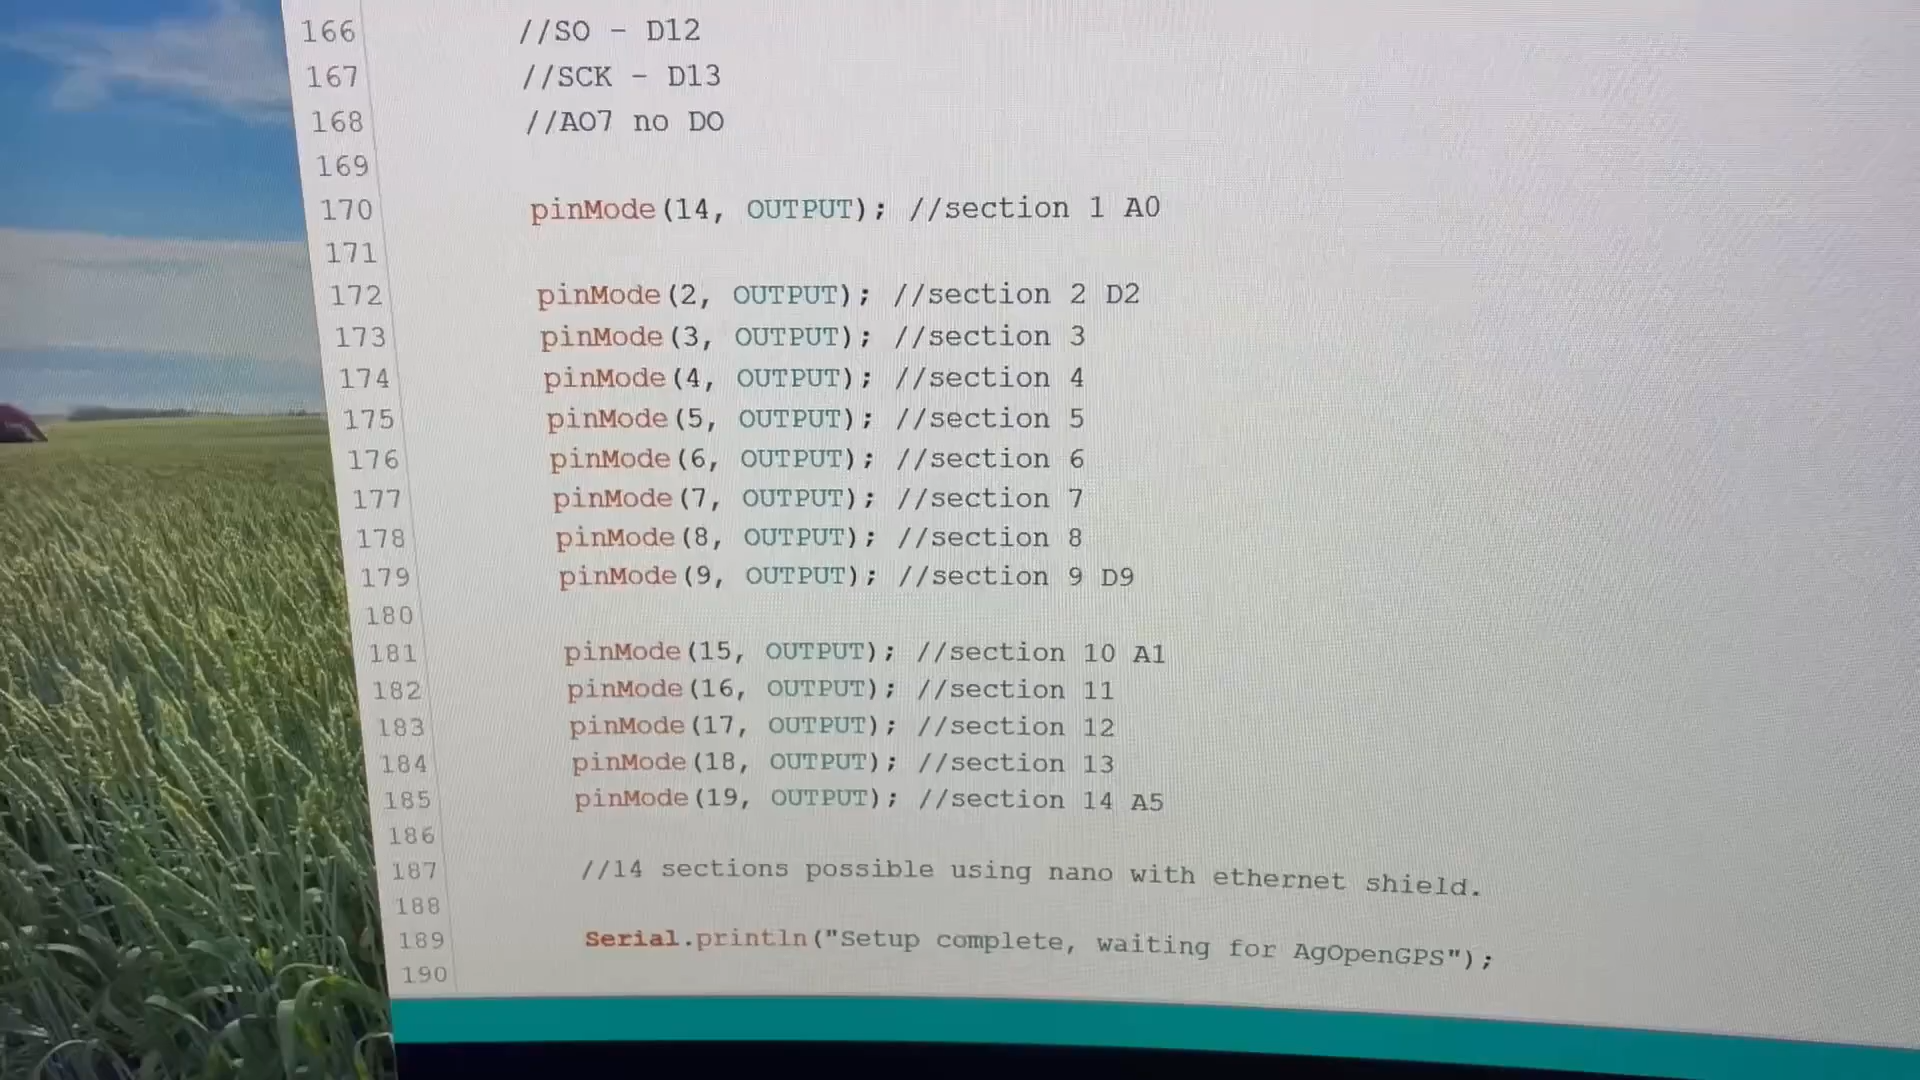 166 //SO - D12
167 //SCK - D13
168 //AO7 no DO
169
170 pinMode(14, OUTPUT); //section 1 A0
171
172 pinMode(2, OUTPUT); //section 2 D2
173 pinMode(3, OUTPUT); //section 3
174 pinMode(4, OUTPUT); //section 4
175 pinMode(5, OUTPUT); //section 5
176 pinMode(6, OUTPUT); //section 6
177 pinMode(7, OUTPUT); //section 7
178 pinMode(8, OUTPUT); //section 8
179 pinMode(9, OUTPUT); //section 9 D9
180
181 pinMode(15, OUTPUT); //section 10 A1
182 pinMode(16, OUTPUT); //section 11
183 pinMode(17, OUTPUT); //section 12
184 pinMode(18, OUTPUT); //section 13
185 pinMode(19, OUTPUT); //section 14 A5
186
187 //14 sections possible using nano with ethernet shield.
188
189 Serial.println("Setup complete, waiting for AgOpenGPS");
190